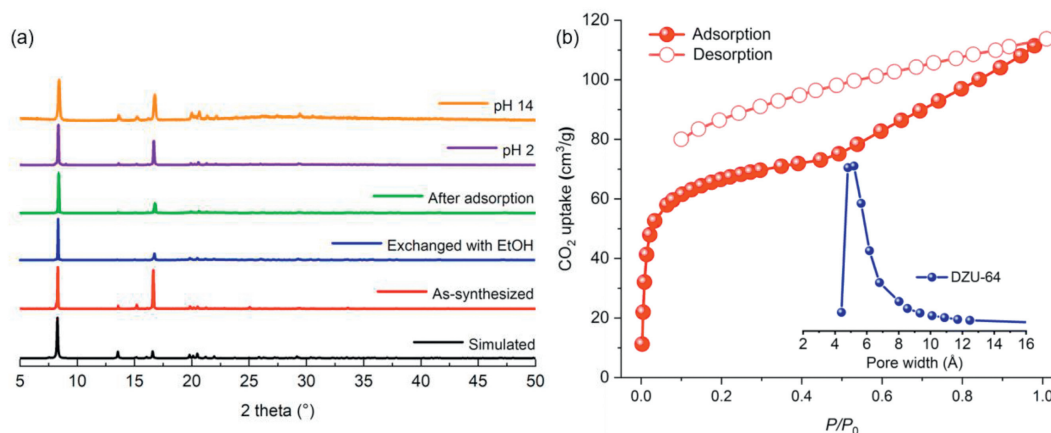 (a)
pH 14
pH 2
After adsorption
Exchanged with EtOH
As-synthesized
Simulated
5 10 15 20 25 30 35 40 45 50
2 theta (°)
(b)
Adsorption
Desorption
120
100
80
60
40
20
0
CO₂ uptake (cm³/g)
DZU-64
2 4 6 8 10 12 14 16
Pore width (Å)
0.0 0.2 0.4 0.6 0.8 1.0
P/P₀